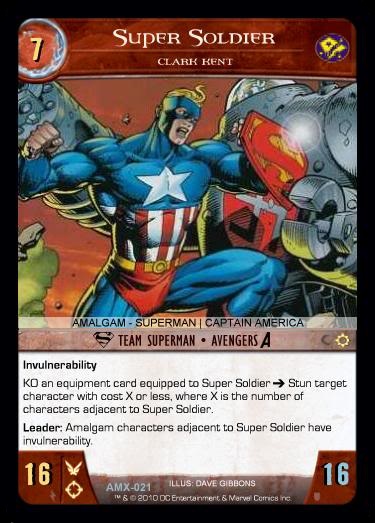 7
SUPER SOLDIER
CLARK KENT
AMALGAM - SUPERMAN | CAPTAIN AMERICA
TEAM SUPERMAN • AVENGERS
Invulnerability
KO an equipment card equipped to Super Soldier ➔ Stun target
character with cost X or less, where X is the number of
characters adjacent to Super Soldier.
Leader: Amalgam characters adjacent to Super Soldier have
invulnerability.
16
AMX-021
ILLUS: DAVE GIBBONS
™ & © 2010 DC Entertainment & Marvel Comics Inc.
16